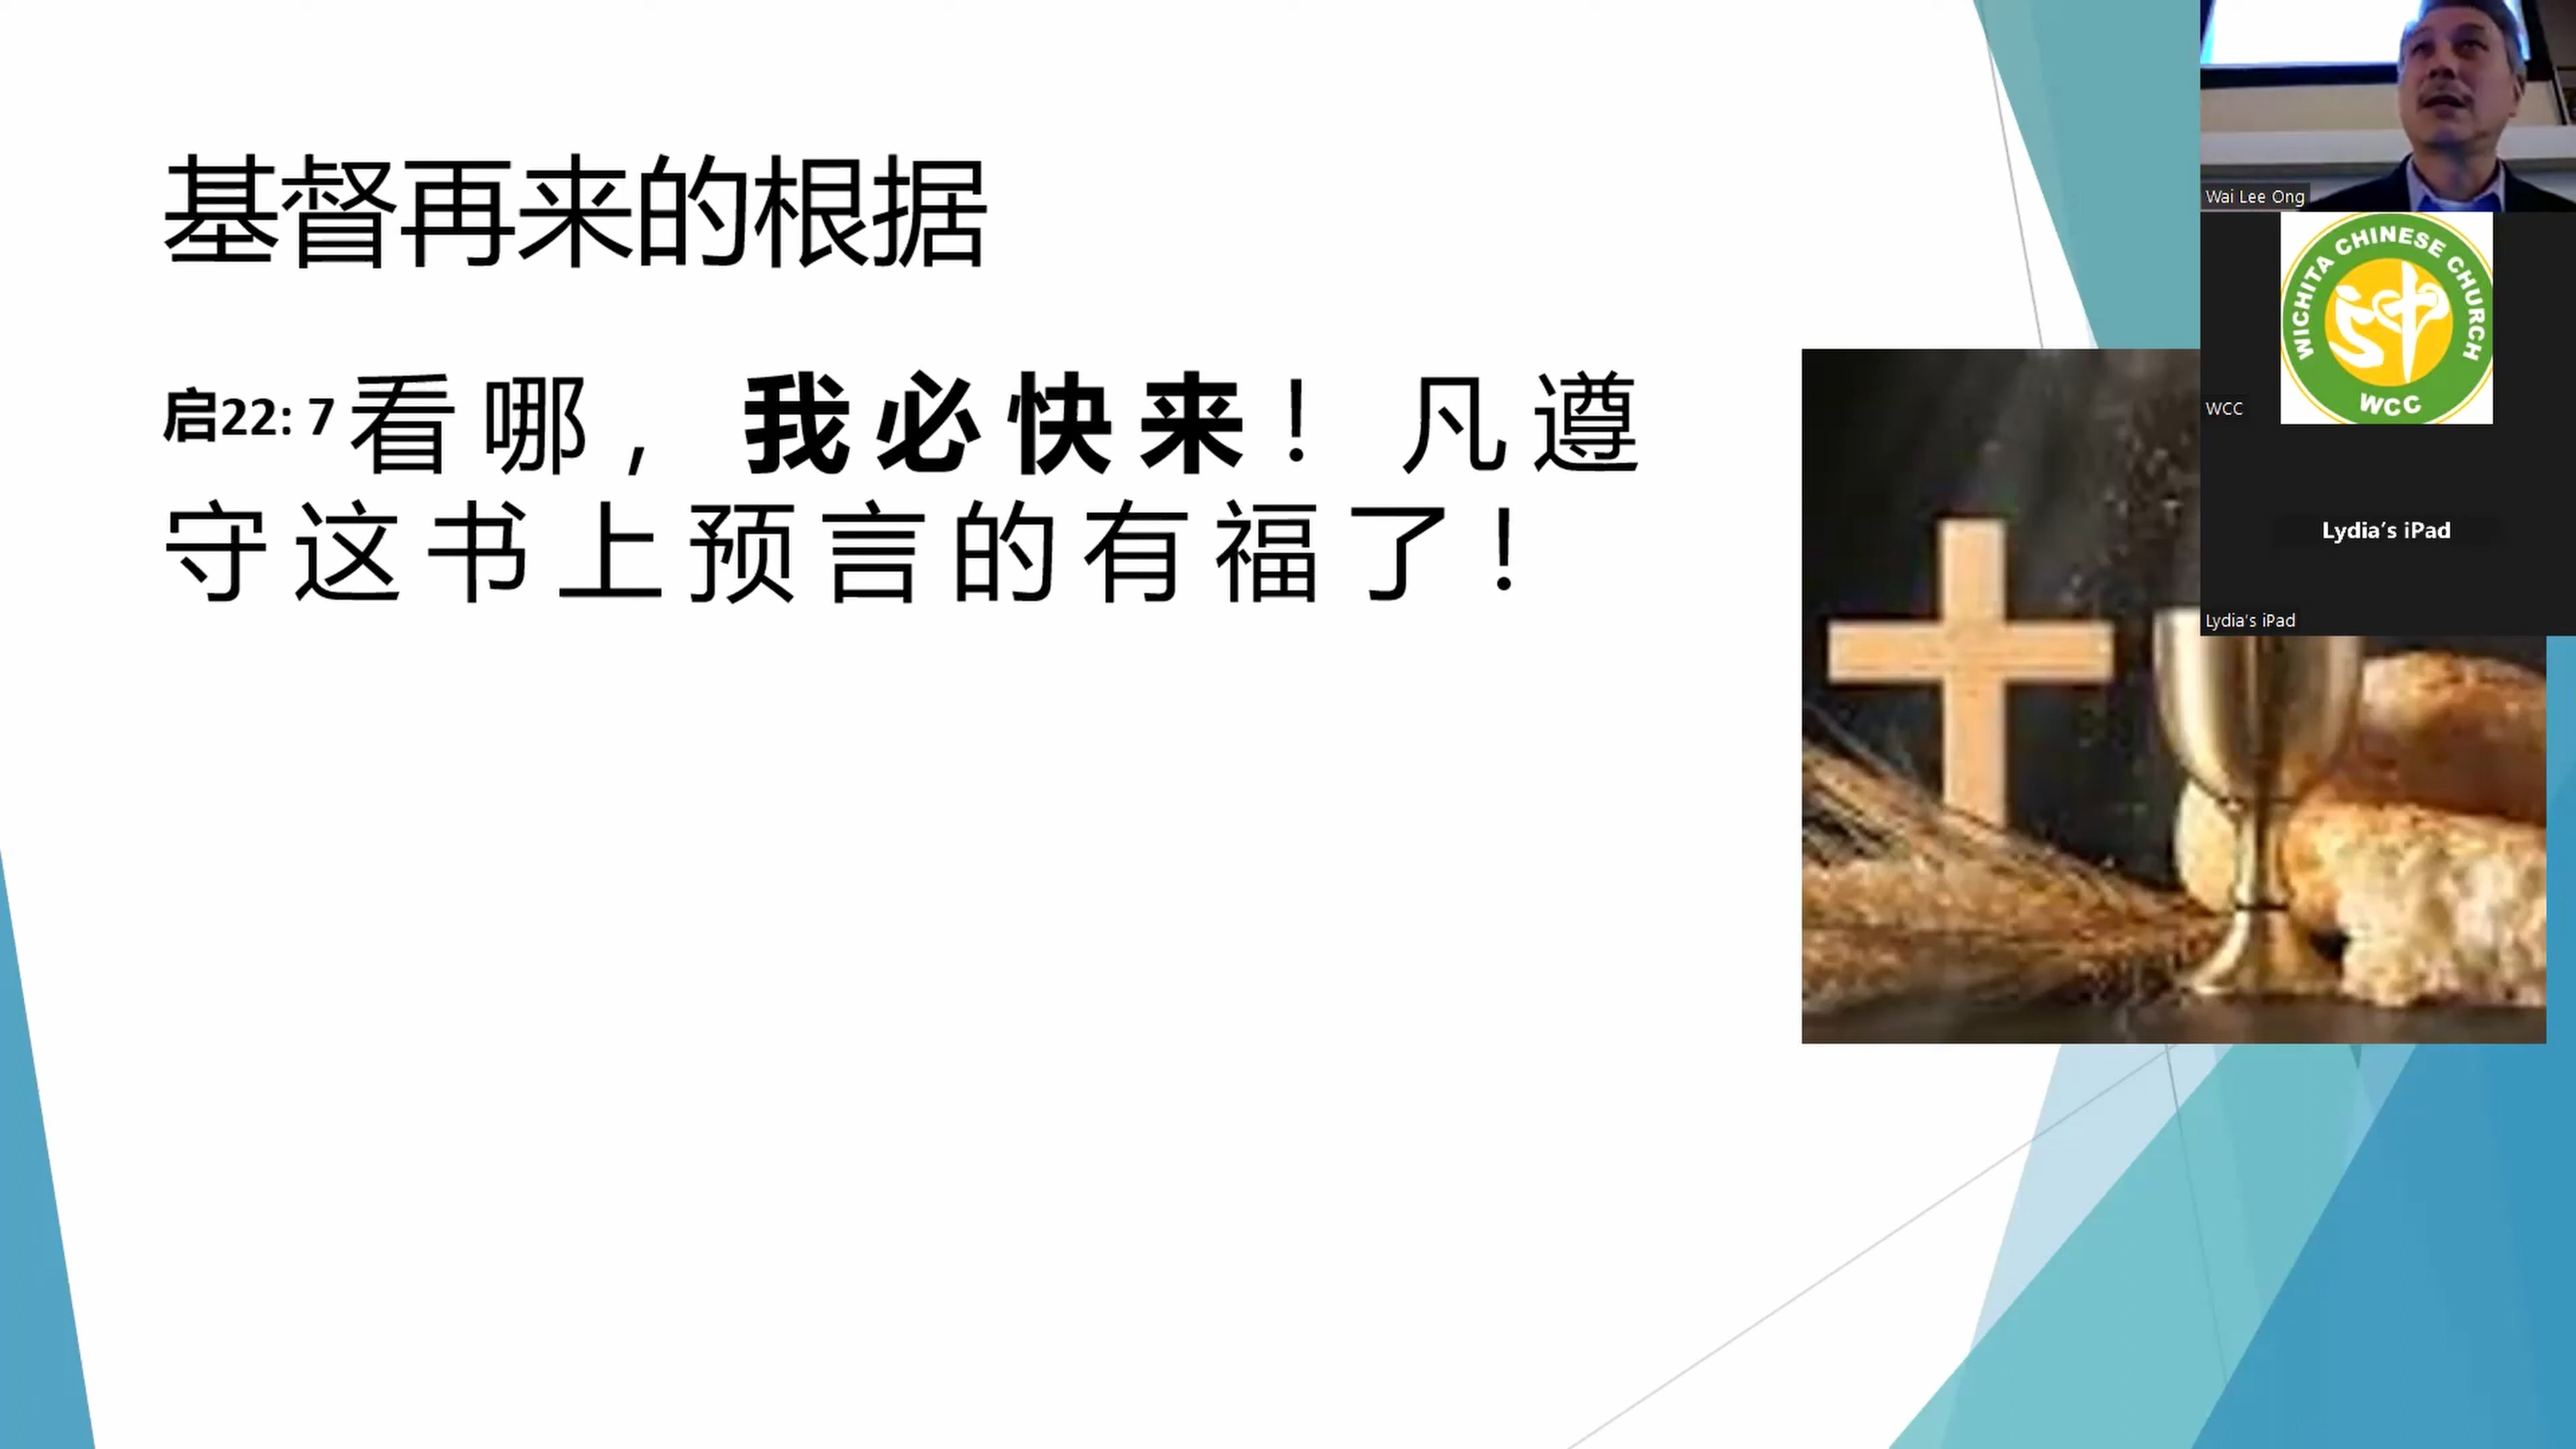 基督再来的根据
启22: 7 看哪，我必快来！凡遵
守这书上预言的有福了！
Wai Lee Ong
WICHITA CHINESE CHURCH
WCC
WCC
Lydia's iPad
Lydia's iPad